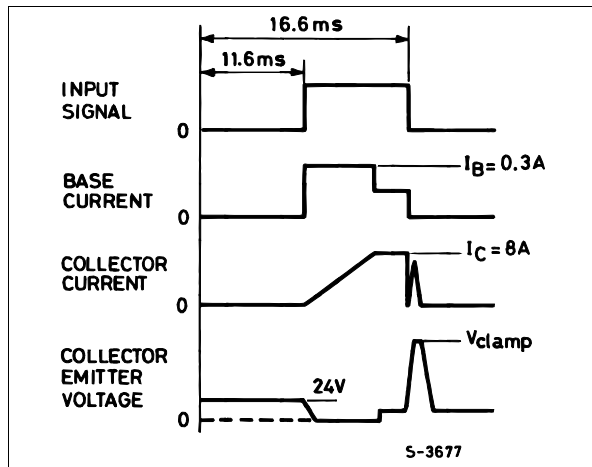 16.6ms
11.6ms
INPUT
SIGNAL
0
BASE
CURRENT
0
I_B = 0.3A
COLLECTOR
CURRENT
0
I_C = 8A
COLLECTOR
EMITTER
VOLTAGE
0
24V
Vclamp
S-3677